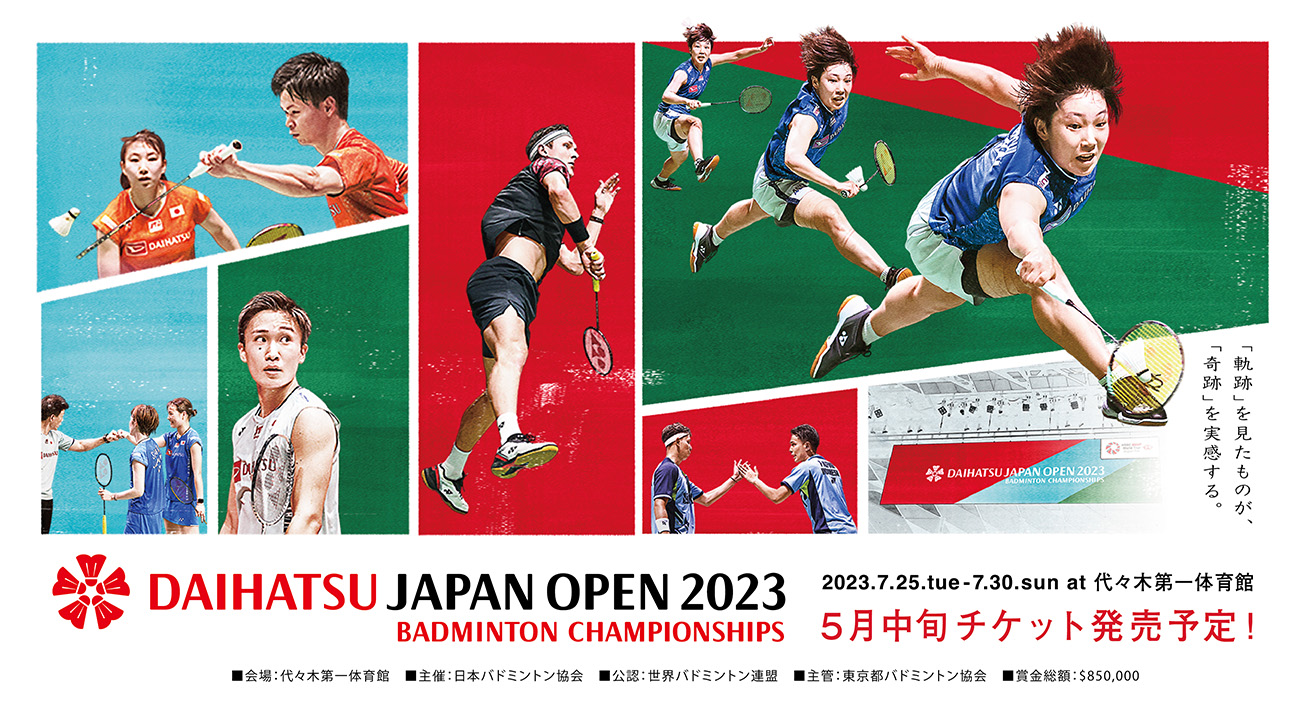 DAIHATSU
DAIHATSU
「軌跡」を見たものが、
「奇跡」を実感する。
DAIHATSU JAPAN OPEN 2023
BADMINTON CHAMPIONSHIPS
DAIHATSU JAPAN OPEN 2023
BADMINTON CHAMPIONSHIPS
2023.7.25.tue-7.30.sun at 代々木第一体育館
5月中旬チケット発売予定！
■会場：代々木第一体育館 ■主催：日本バドミントン協会 ■公認：世界バドミントン連盟 ■主管：東京都バドミントン協会 ■賞金総額：$850,000